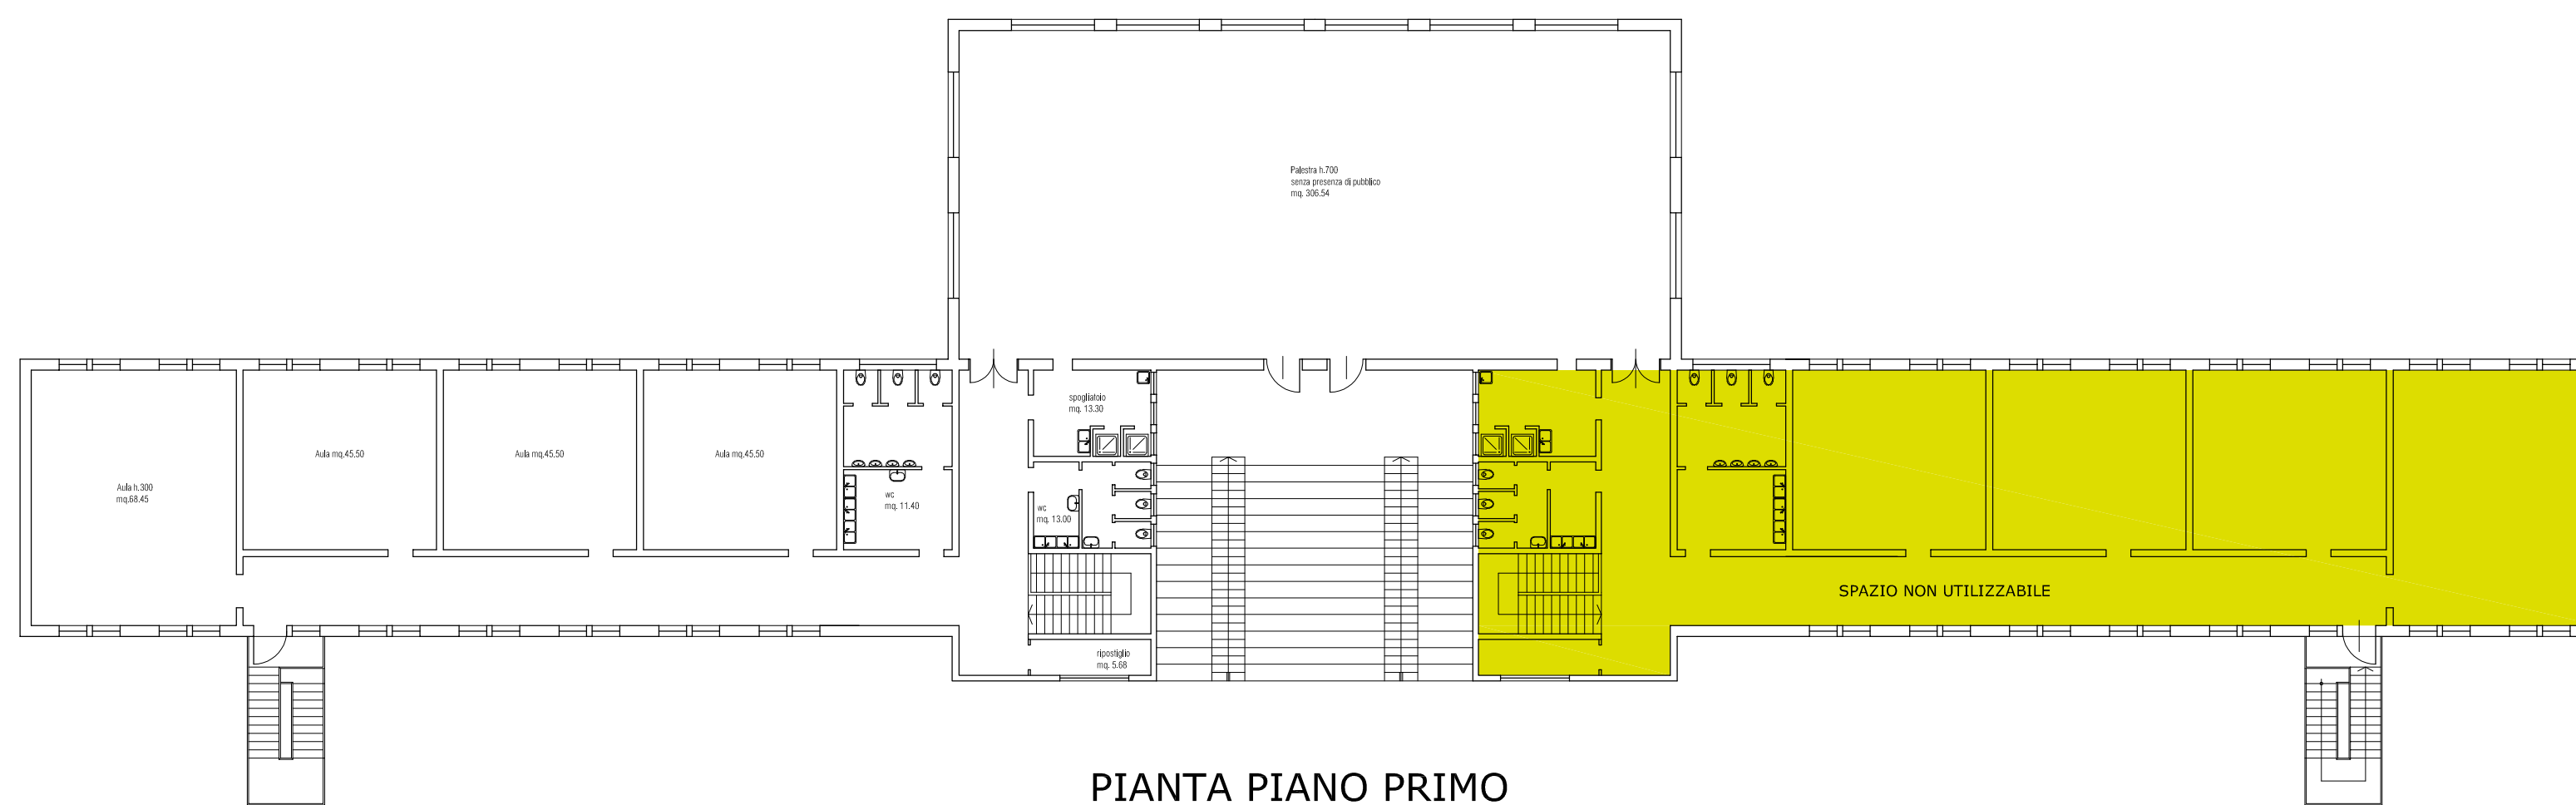 Palestra h.700
senza presenza di pubblico
mq. 306.54
spogliatoio
mq. 13.30
Aula mq.45.50
Aula mq.45.50
Aula mq.45.50
Aula h.300
mq.68.45
wc
mq. 11.40
wc
mq. 13.00
SPAZIO NON UTILIZZABILE
ripostiglio
mq. 5.68
PIANTA PIANO PRIMO